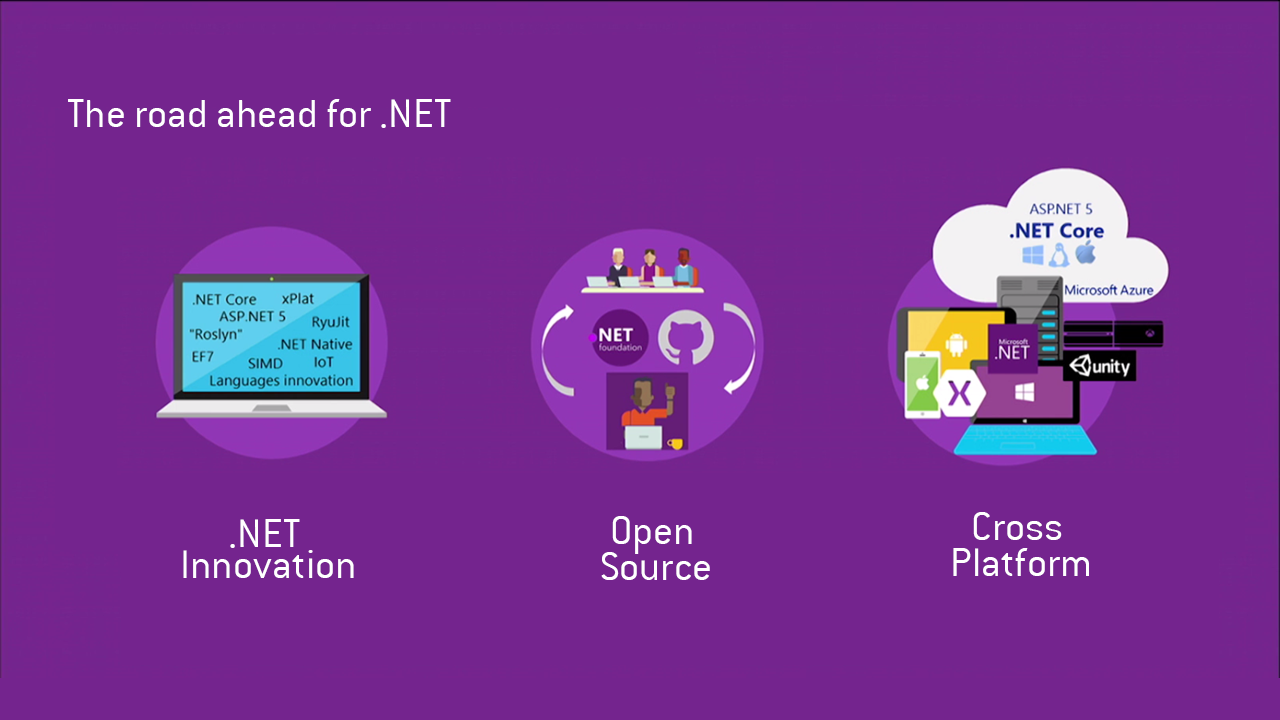 The road ahead for .NET
.NET Core xPlat
ASP.NET 5
RyuJit
"Roslyn"
.NET Native
EF7
SIMD
IoT
Languages innovation
.NET
Innovation
.NET
foundation
Open
Source
ASP.NET 5
.NET Core
Microsoft Azure
Microsoft
.NET
unity
Cross
Platform